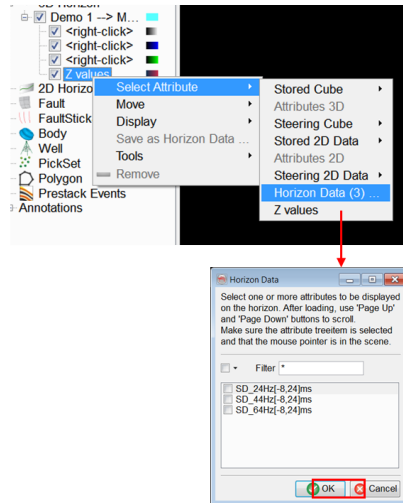 3D Horizon
Demo 1 --> M...
<right-click>
<right-click>
<right-click>
Z values
2D Horizo
Fault
FaultStick
Body
Well
PickSet
Polygon
Prestack Events
Annotations
Select Attribute
Move
Display
Save as Horizon Data ...
Tools
Remove
Stored Cube
Attributes 3D
Steering Cube
Stored 2D Data
Attributes 2D
Steering 2D Data
Horizon Data (3) ...
Z values
Horizon Data
Select one or more attributes to be displayed
on the horizon. After loading, use 'Page Up'
and 'Page Down' buttons to scroll.
Make sure the attribute treeitem is selected
and that the mouse pointer is in the scene.
Filter *
SD_24Hz[-8,24]ms
SD_44Hz[-8,24]ms
SD_64Hz[-8,24]ms
OK Cancel